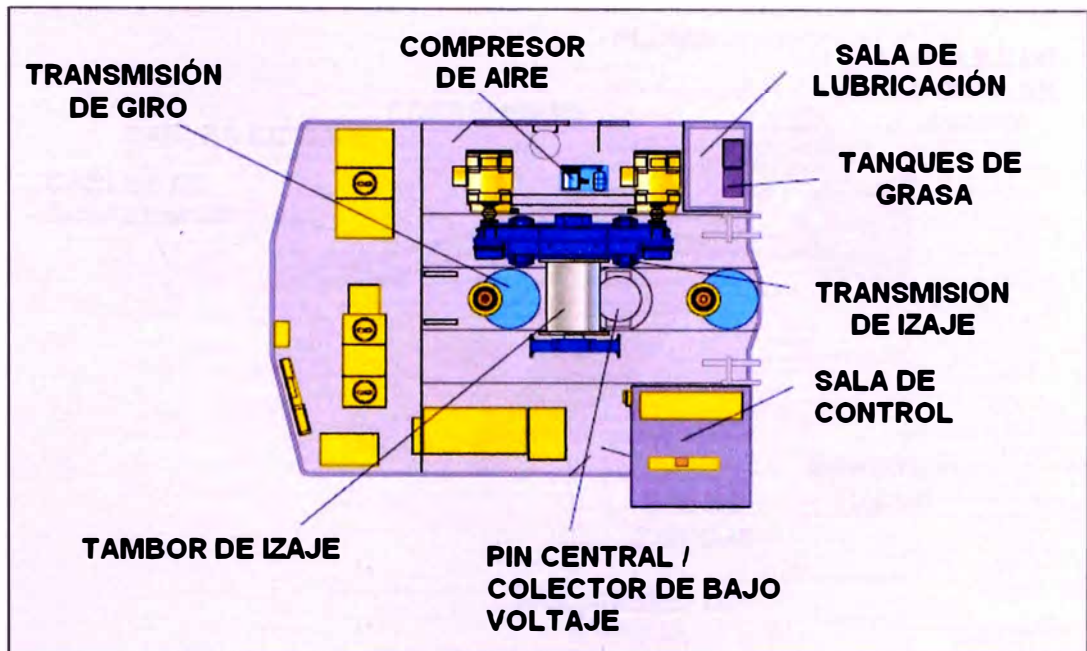 TRANSMISIÓN
DE GIRO
COMPRESOR
DE AIRE
SALA DE
LUBRICACIÓN
TANQUES DE
GRASA
TRANSMISION
DE IZAJE
SALA DE
CONTROL
TAMBOR DE IZAJE
PIN CENTRAL /
COLECTOR DE BAJO
VOLTAJE